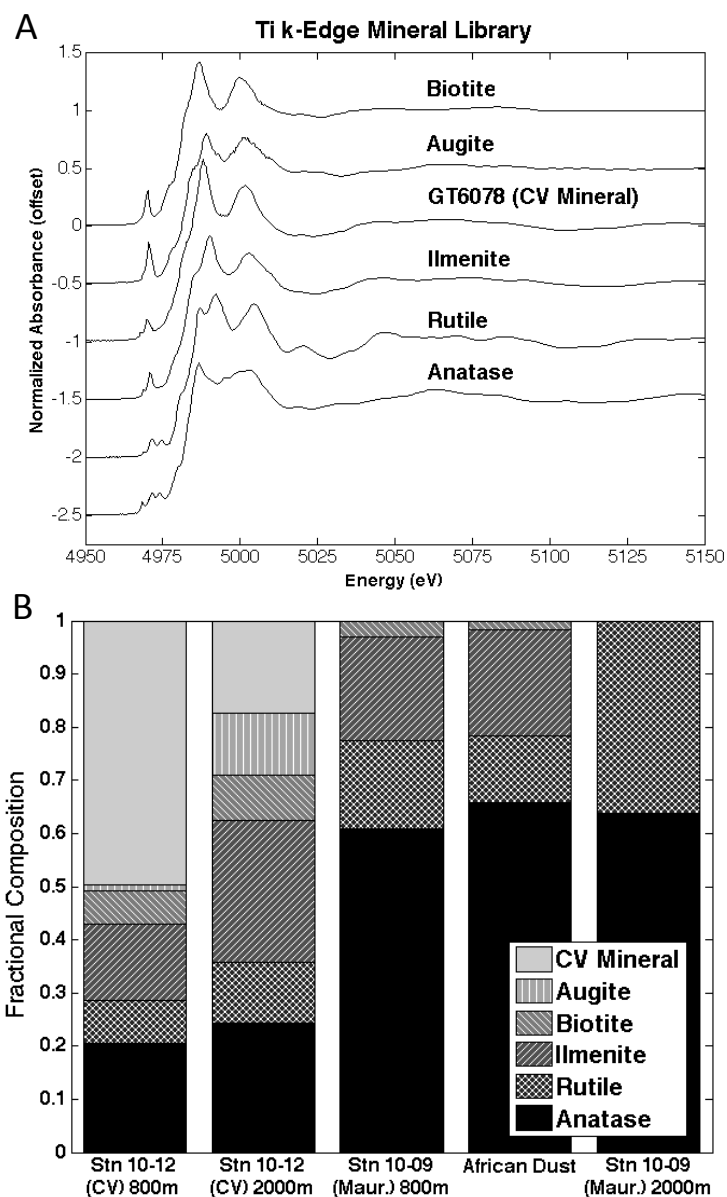 A
Ti k-Edge Mineral Library
Normalized Absorbance (offset)
1.5
1
0.5
0
-0.5
-1
-1.5
-2
-2.5
Biotite
Augite
GT6078 (CV Mineral)
Ilmenite
Rutile
Anatase
4950 4975 5000 5025 5050 5075 5100 5125 5150
Energy (eV)
B
Fractional Composition
1
0.9
0.8
0.7
0.6
0.5
0.4
0.3
0.2
0.1
0
CV Mineral
Augite
Biotite
Ilmenite
Rutile
Anatase
Stn 10-12
(CV) 800m
Stn 10-12
(CV) 2000m
Stn 10-09
(Maur.) 800m
African Dust
Stn 10-09
(Maur.) 2000m